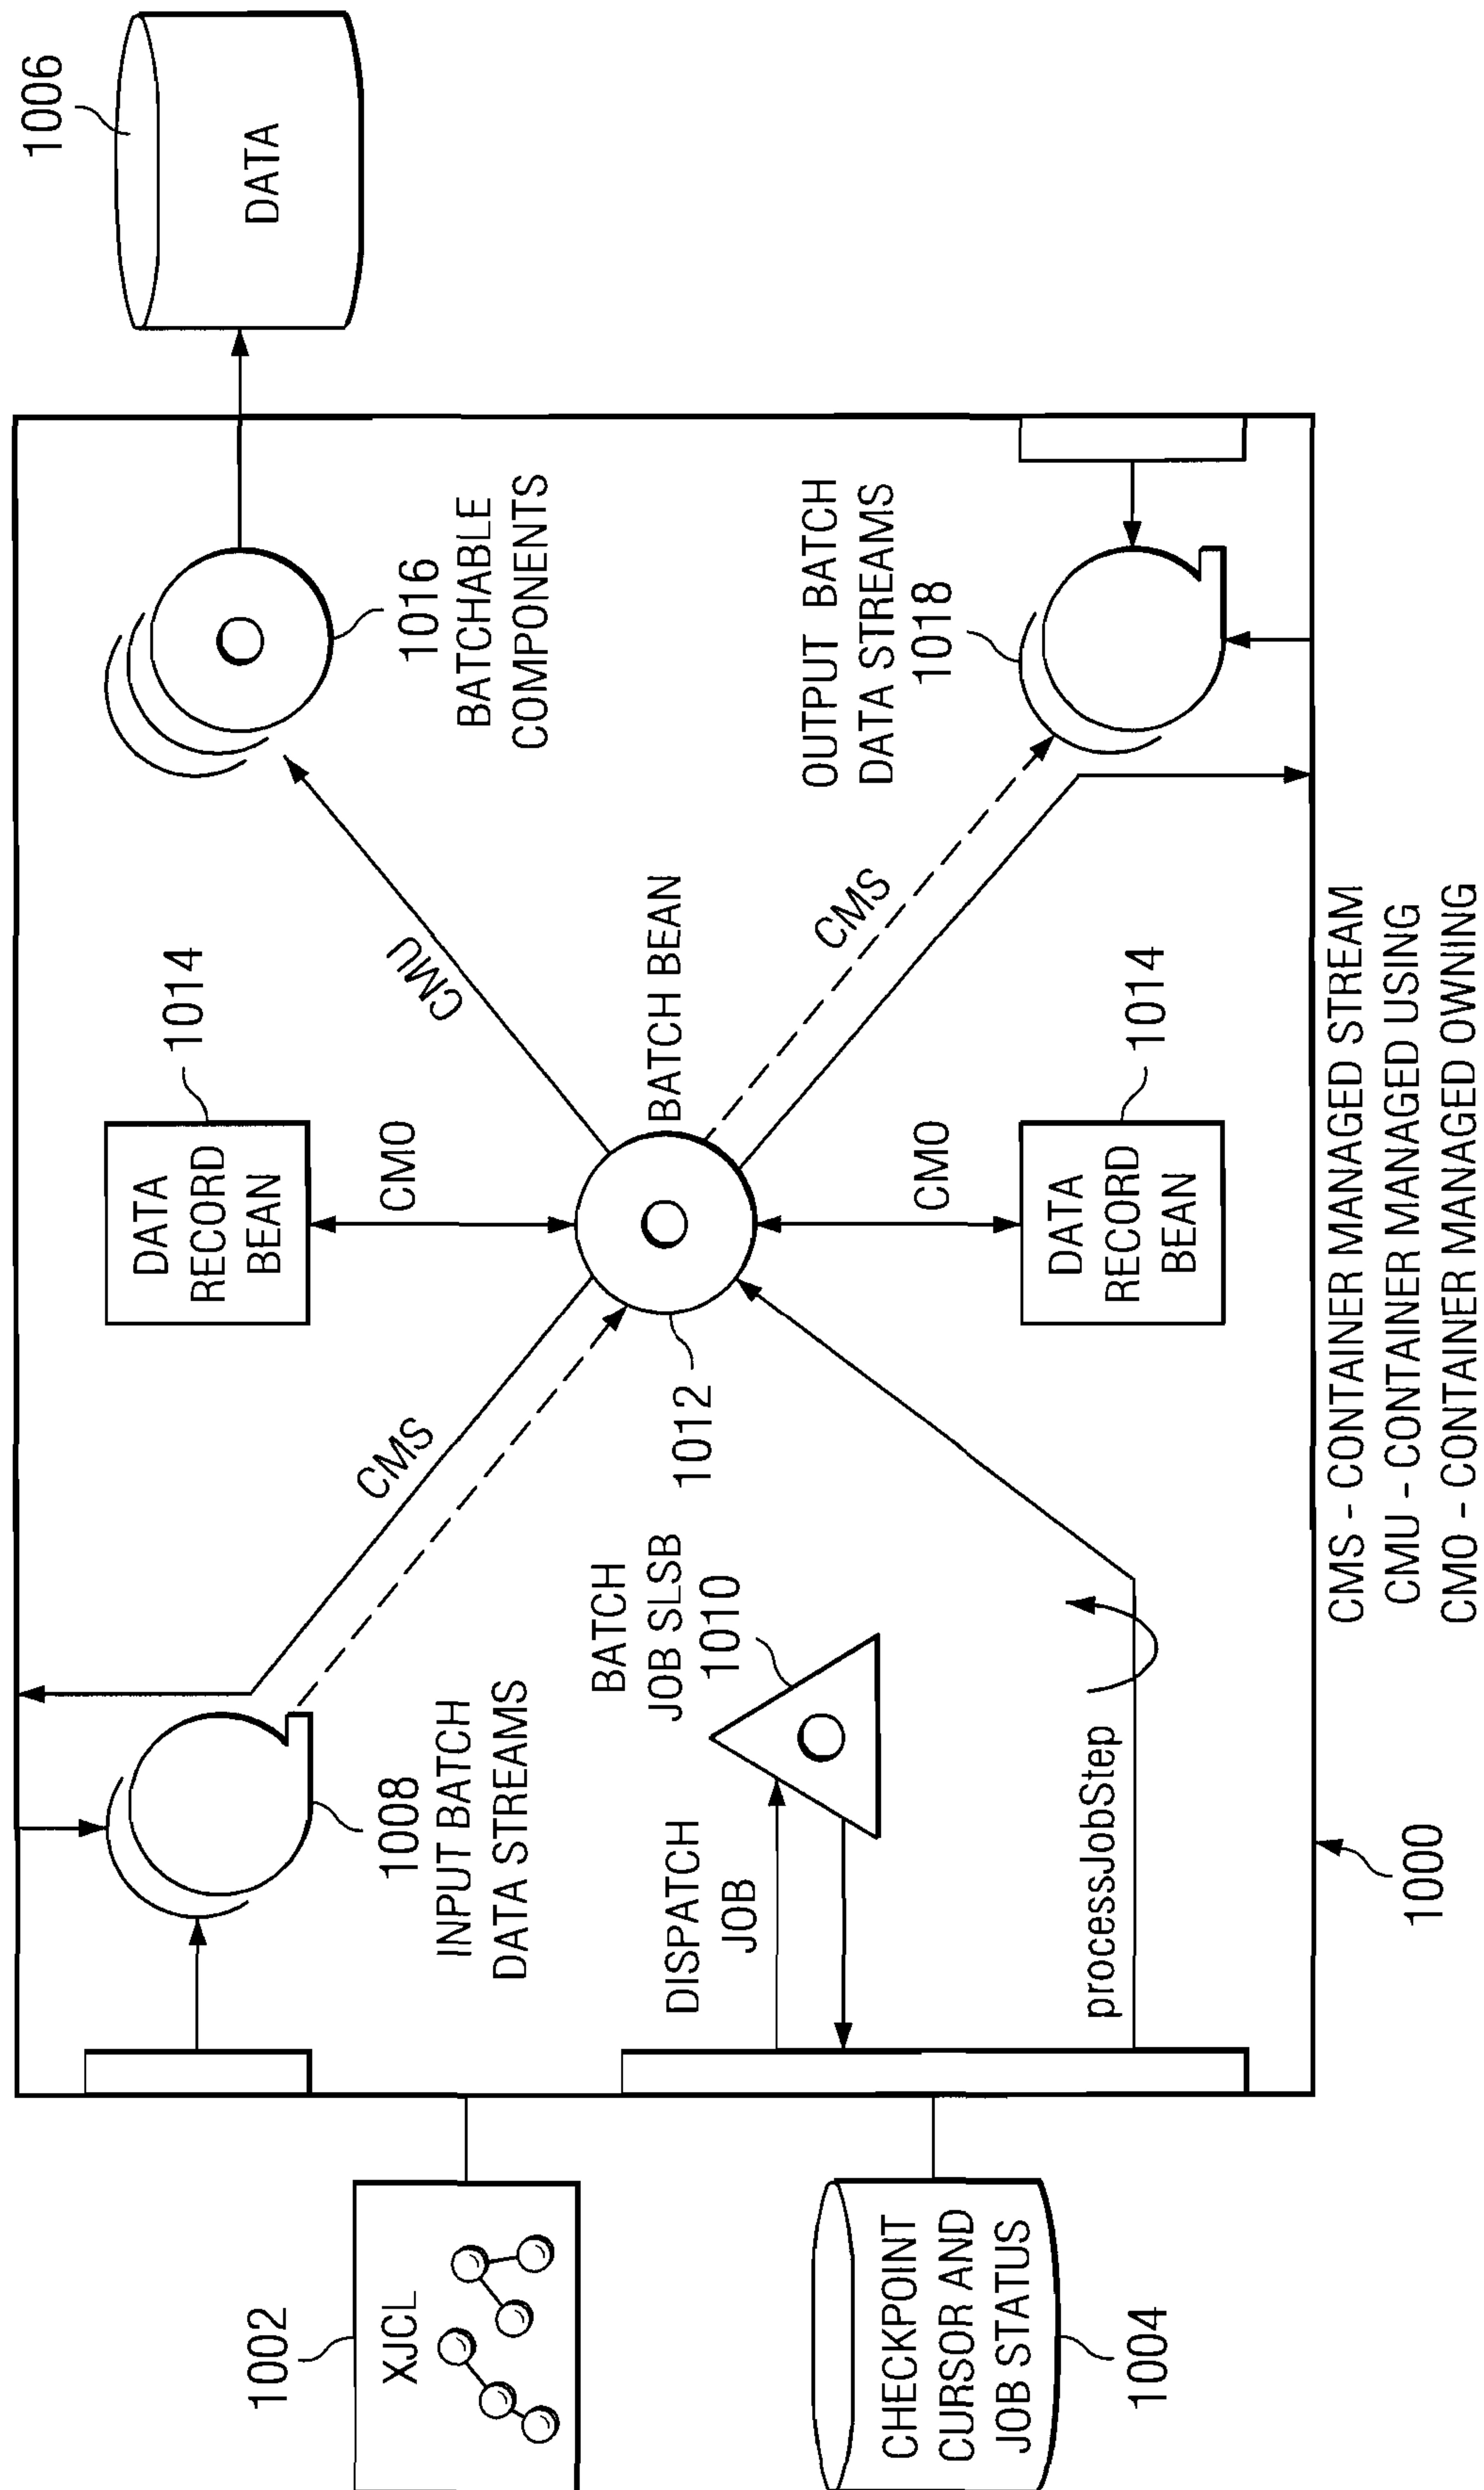 1002
XJCL
CHECKPOINT
CURSOR AND
JOB STATUS
1004
1008
INPUT BATCH
DATA STREAMS
DISPATCH
JOB
BATCH
JOB SLSB
1010
processJobStep
1000
CMS
1012
DATA
RECORD
BEAN
1014
CMO
BATCH BEAN
CMO
DATA
RECORD
BEAN
1014
CMU
CMS
1016
BATCHABLE
COMPONENTS
OUTPUT BATCH
DATA STREAMS
1018
1006
DATA
CMS - CONTAINER MANAGED STREAM
CMU - CONTAINER MANAGED USING
CMO - CONTAINER MANAGED OWNING